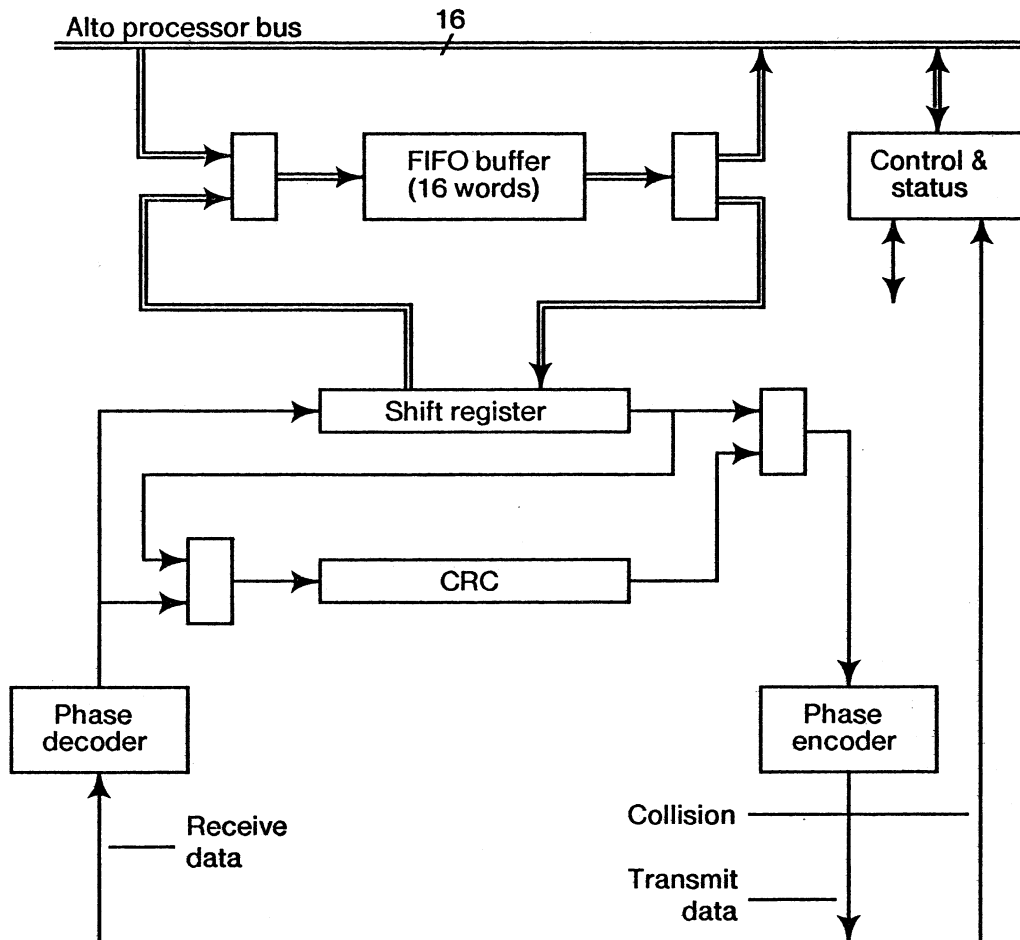 Alto processor bus
16
FIFO buffer
(16 words)
Control &
status
Shift register
CRC
Phase
decoder
Phase
encoder
Receive
data
Collision
Transmit
data